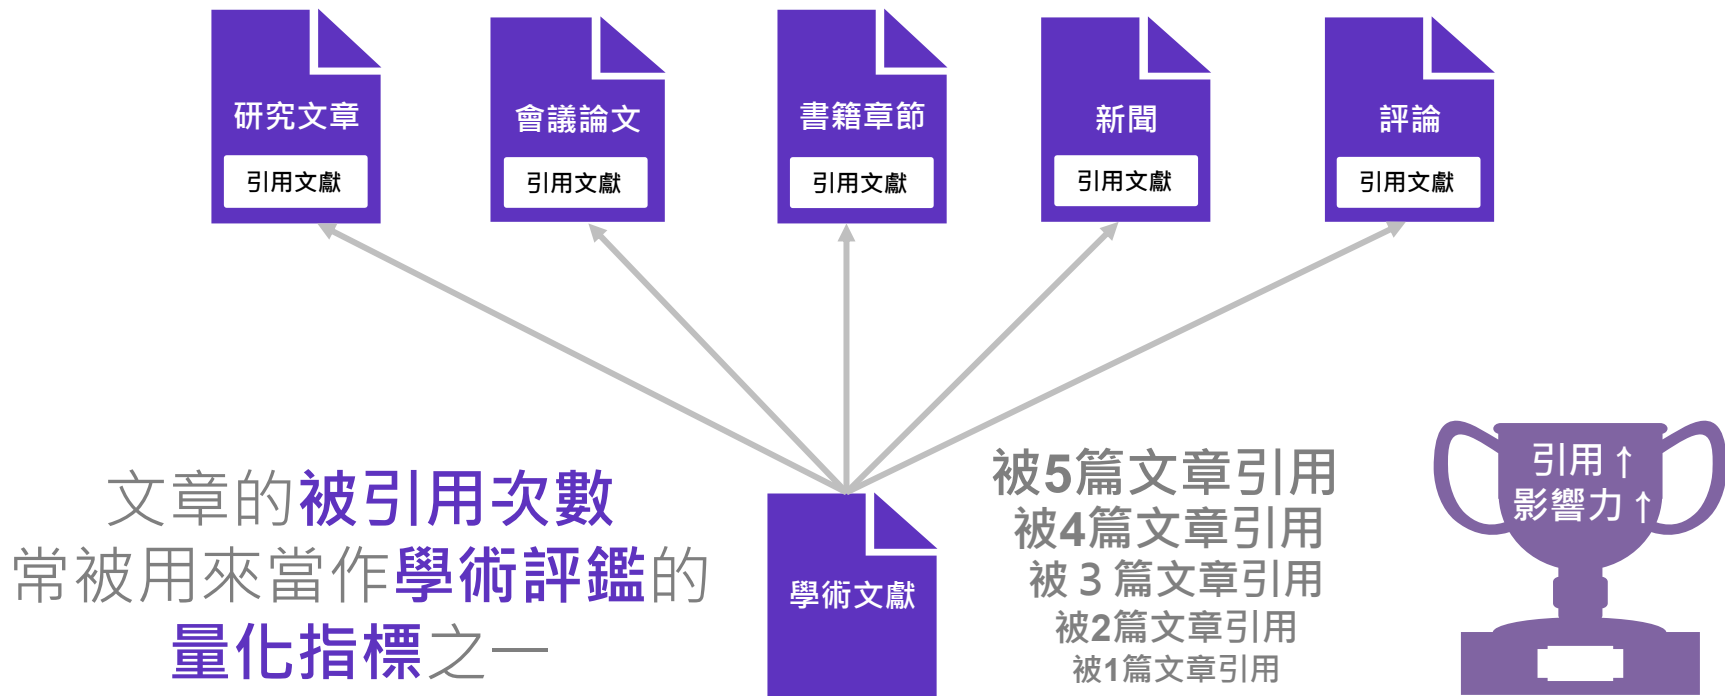 研究文章
引用文獻
會議論文
引用文獻
書籍章節
引用文獻
新聞
引用文獻
評論
引用文獻
文章的被引用次數
常被用來當作學術評鑑的
量化指標之一
學術文獻
被5篇文章引用
被4篇文章引用
被 3 篇文章引用
被2篇文章引用
被1篇文章引用
引用↑
影響力↑